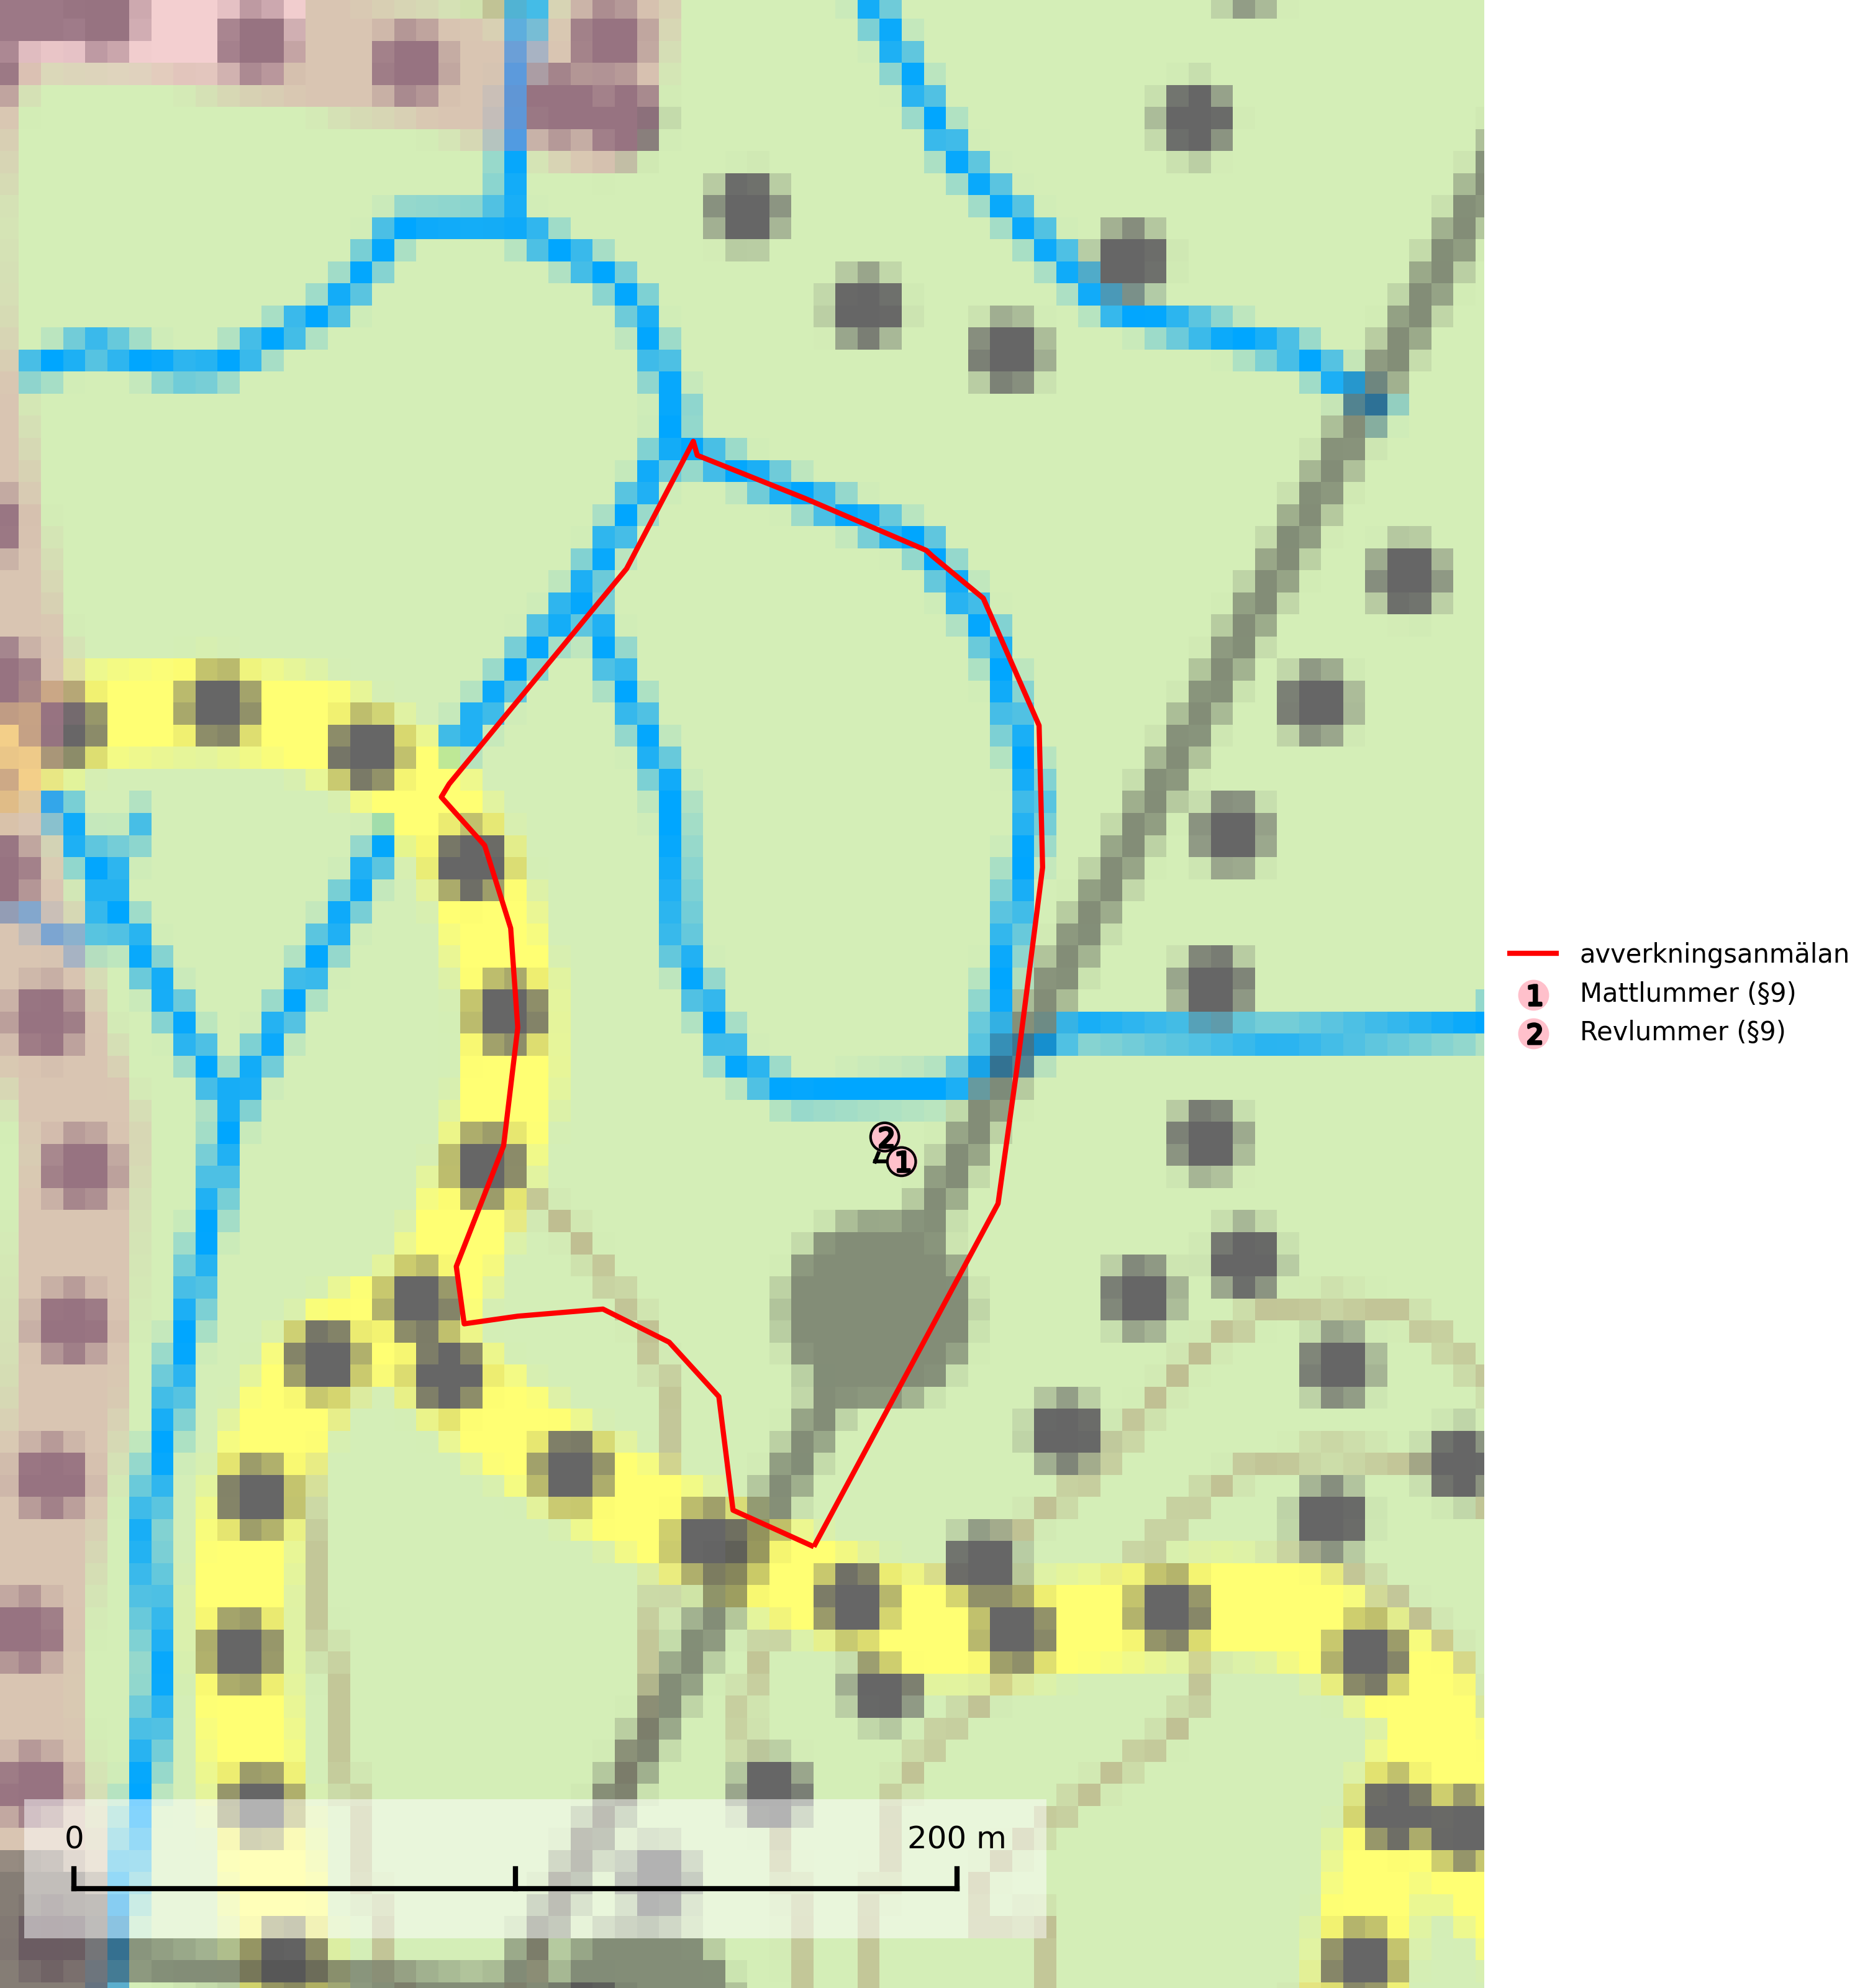 avverkningsanmälan
1 Mattlummer (§9)
2 Revlummer (§9)
2
1
0 200 m